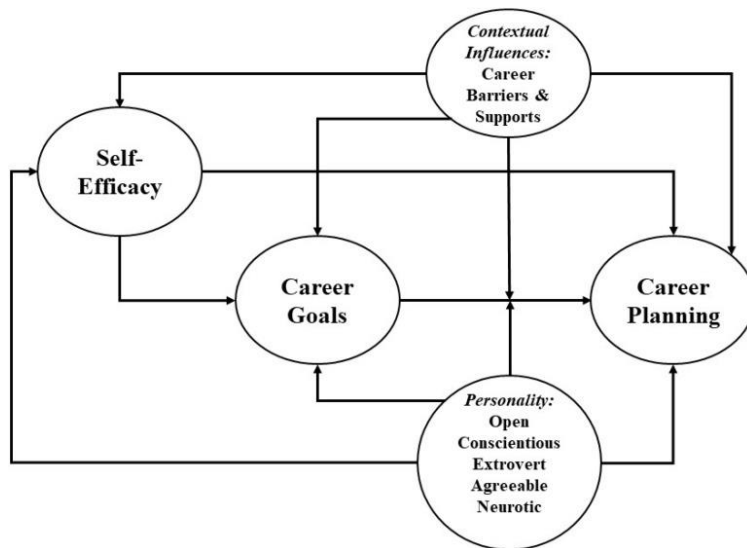 Contextual
Influences:
Career
Barriers &
Supports
Self-
Efficacy
Career
Goals
Career
Planning
Personality:
Open
Conscientious
Extrovert
Agreeable
Neurotic